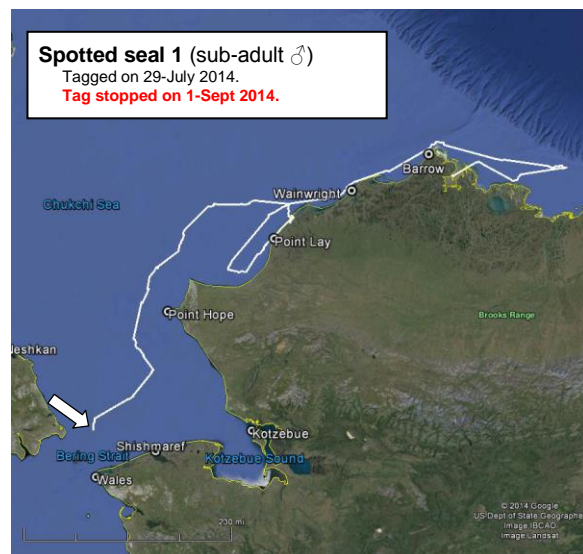 Spotted seal 1 (sub-adult ♂)
Tagged on 29-July 2014.
Tag stopped on 1-Sept 2014.
Barrow
Wainwright
Chukchi Sea
Point Lay
Point Hope
Brooks Range
Neshkan
Kotzebue
Shishmaref
Bering Strait
Kotzebue Sound
Wales
© 2014 Google
US Dept of State Geographer
Image IBCAO
Image Landsat
230 mi